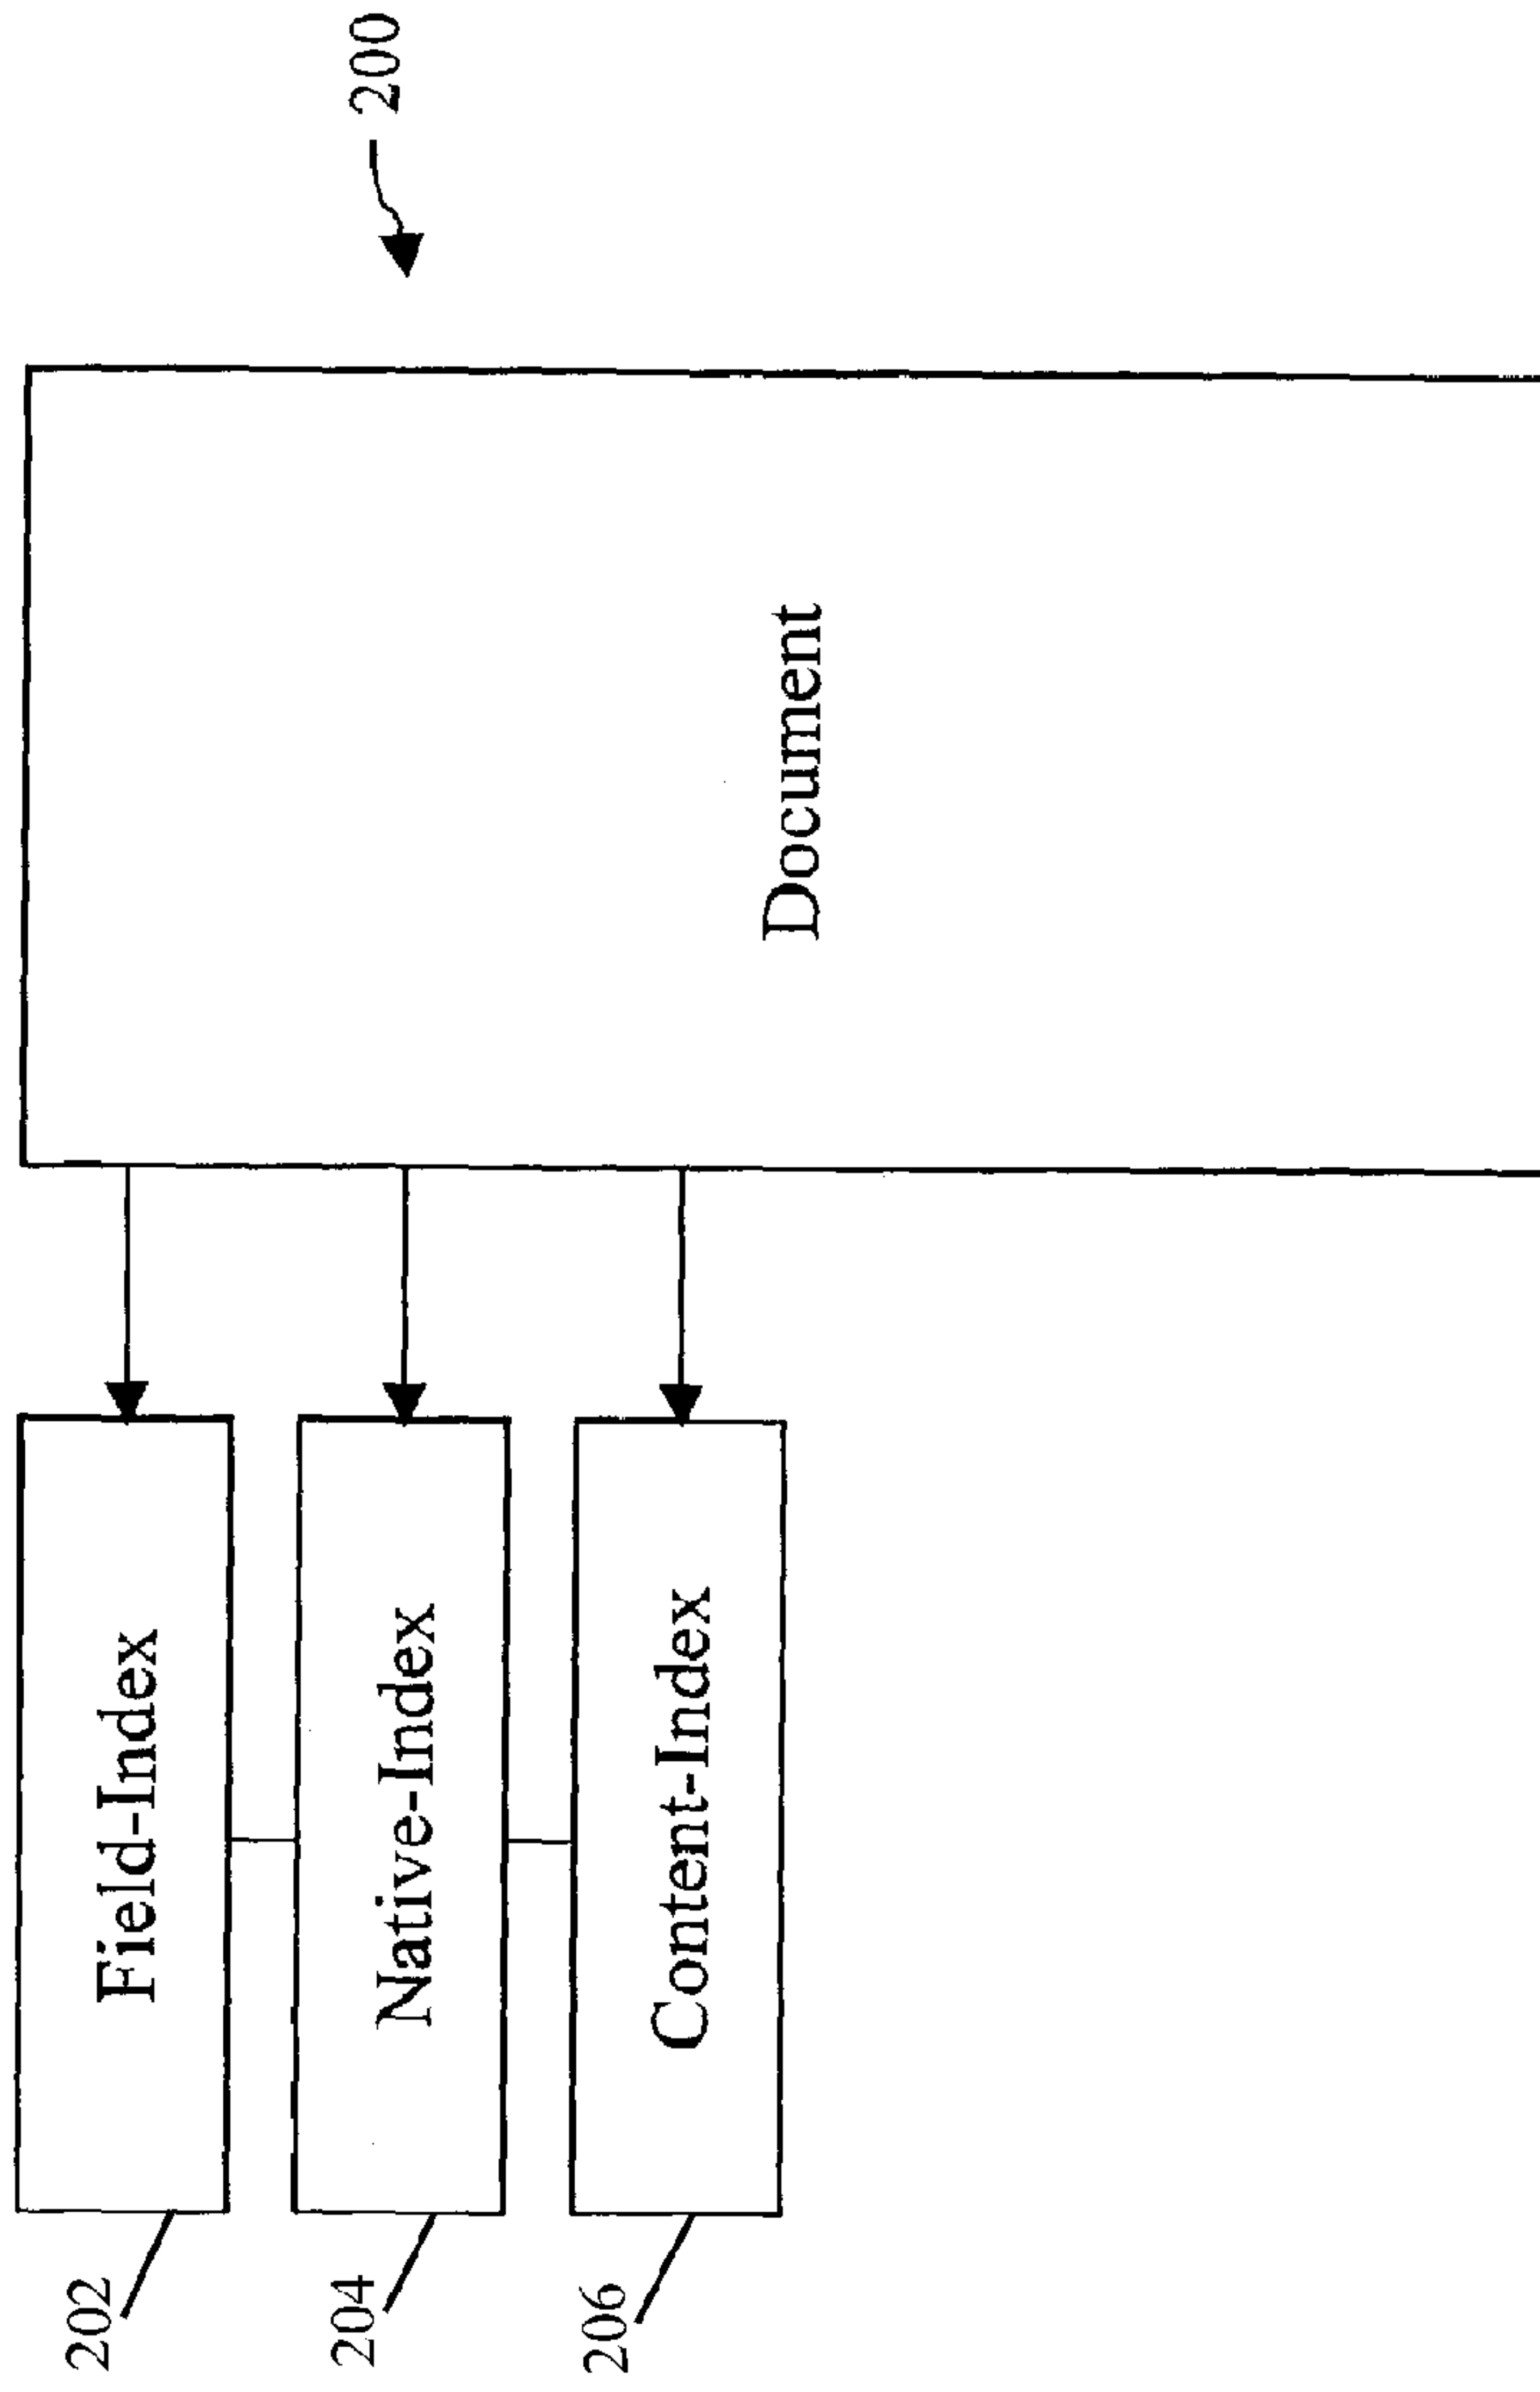 200
202
Field-Index
Document
204
Native-Index
206
Content-Index